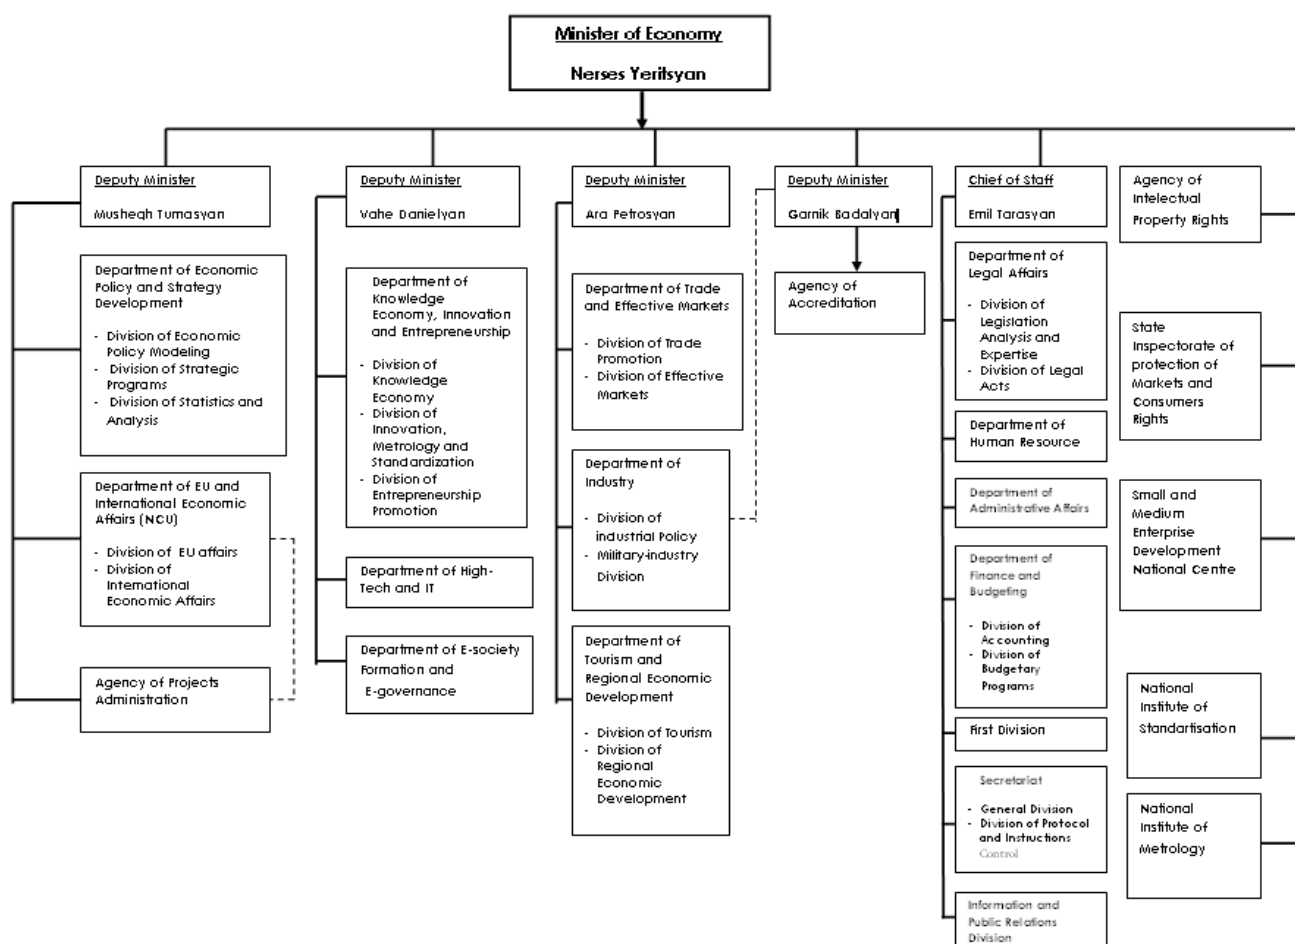 Minister of Economy
Nerses Yeritsyan
Deputy Minister
Mushegh Tumasyan
Department of Economic
Policy and Strategy
Development
- Division of Economic
Policy Modeling
- Division of Strategic
Programs
- Division of Statistics and
Analysis
Department of EU and
International Economic
Affairs (NCU)
- Division of EU affairs
- Division of
International
Economic Affairs
Agency of Projects
Administration
Deputy Minister
Vahe Danielyan
Department of
Knowledge
Economy, Innovation
and Entrepreneurship
- Division of
Knowledge
Economy
- Division of
Innovation,
Metrology and
Standardization
- Division of
Entrepreneurship
Promotion
Department of High-
Tech and IT
Department of E-society
Formation and
E-governance
Deputy Minister
Ara Petrosyan
Department of Trade
and Effective Markets
- Division of Trade
Promotion
- Division of Effective
Markets
Department of
Industry
- Division of
industrial Policy
- Military-industry
Division
Department of
Tourism and
Regional Economic
Development
- Division of Tourism
- Division of
Regional
Economic
Development
Deputy Minister
Garnik Badalyan
Agency of
Accreditation
Chief of Staff
Emil Tarasyan
Department of
Legal Affairs
- Division of
Legislation
Analysis and
Expertise
- Division of Legal
Acts
Department of
Human Resource
Department of
Administrative Affairs
Department of
Finance and
Budgeting
- Division of
Accounting
- Division of
Budgetary
Programs
First Division
Secretariat
- General Division
- Division of Protocol
and Instructions
Control
Information and
Public Relations
Division
Agency of
Intelectual
Property Rights
State
Inspectorate of
protection of
Markets and
Consumers
Rights
Small and
Medium
Enterprise
Development
National Centre
National
Institute of
Standartisation
National
Institute of
Metrology